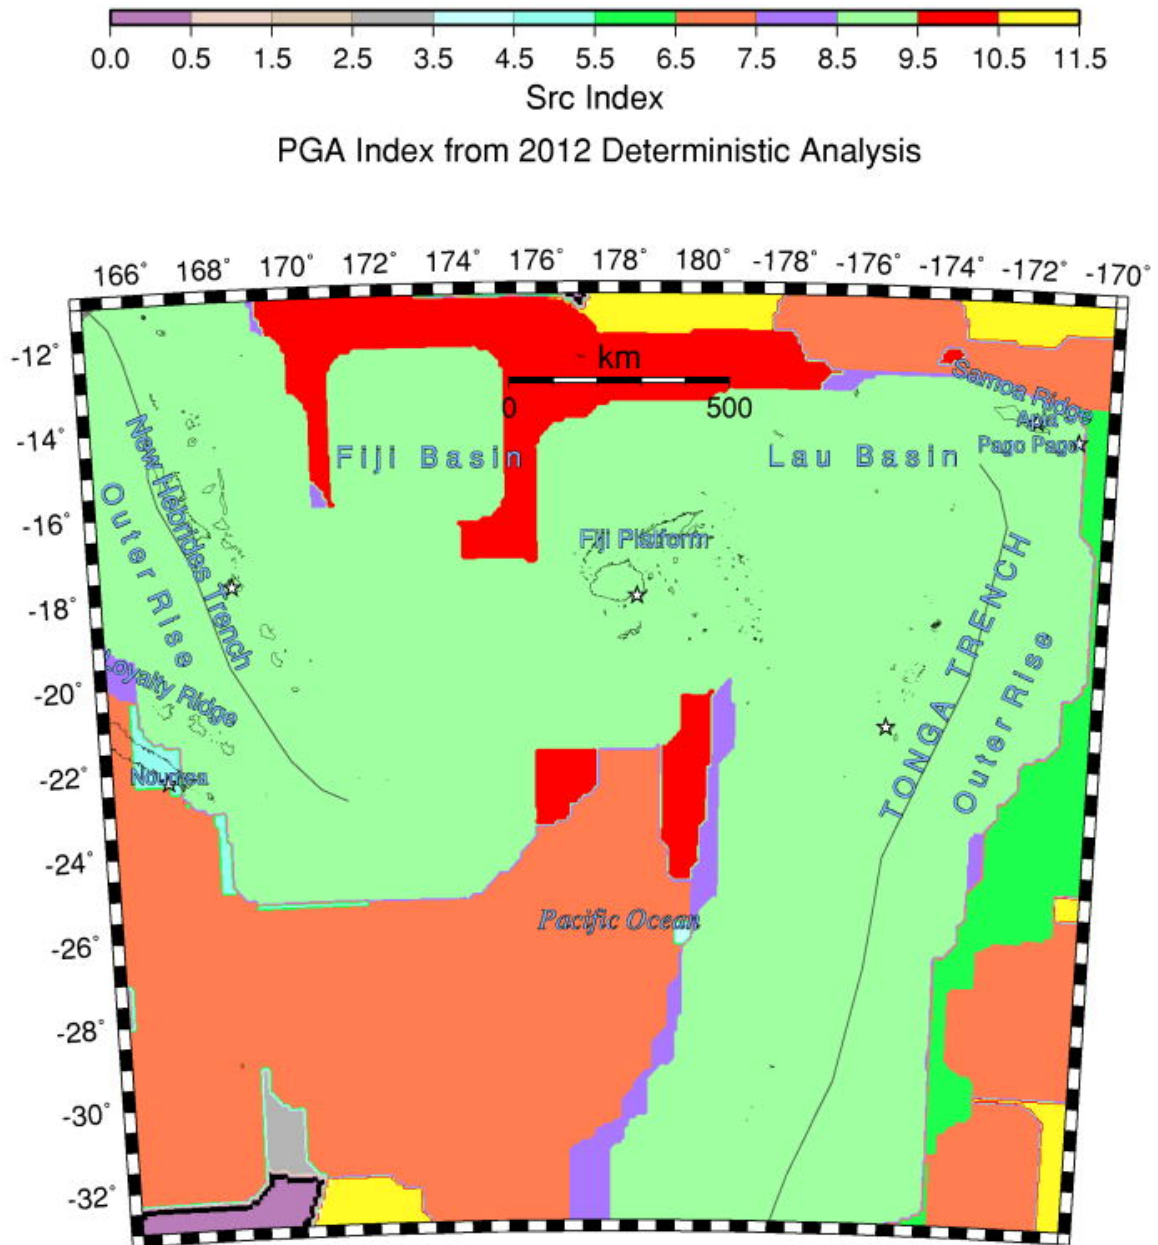 0.0 0.5 1.5 2.5 3.5 4.5 5.5 6.5 7.5 8.5 9.5 10.5 11.5
Src Index
PGA Index from 2012 Deterministic Analysis
166° 168° 170° 172° 174° 176° 178° 180° -178° -176° -174° -172° -170°
-12°
km
0 500
Samoa Ridge
Apia
Pago Pago
-14°
Fiji Basin
Lau Basin
New Hebrides Trench
Outer Rise
-16°
Fiji Platform
-18°
TONGA TRENCH
Outer Rise
Loyalty Ridge
-20°
-22°
Noumea
-24°
Pacific Ocean
-26°
-28°
-30°
-32°